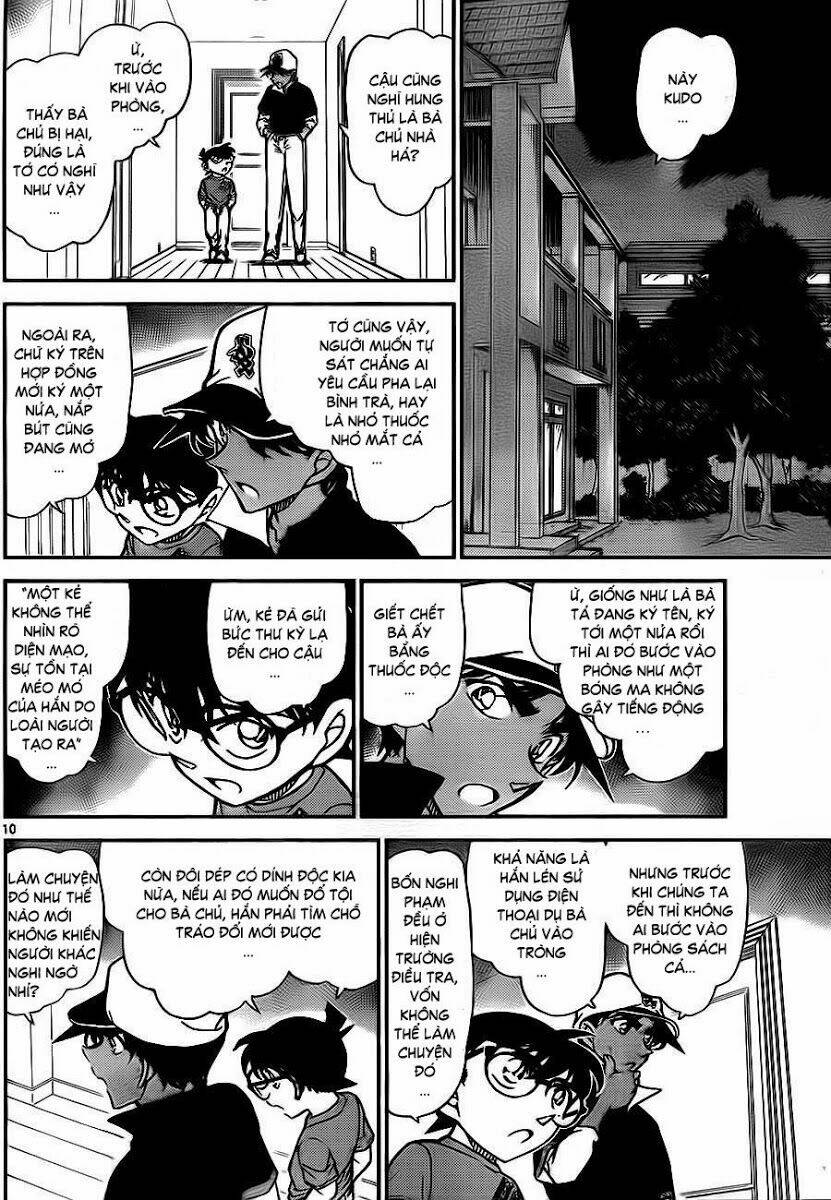 NÀY
KUDO
...
CẬU CŨNG
NGHĨ HUNG
THỦ LÀ BÀ
CHỦ NHÀ
HẢ?
Ừ,
TRƯỚC
KHI VÀO
PHÒNG,
...
THẤY BÀ
CHỦ BỊ HẠI,
ĐÚNG LÀ
TỚ CÓ NGHĨ
NHƯ VẬY
...
TỚ CŨNG VẬY,
NGƯỜI MUỐN TỰ
SÁT CHẲNG AI
YÊU CẦU PHA LẠI
BÌNH TRÀ, HAY
LÀ NHỎ THUỐC
NHỎ MẮT CẢ
...
NGOÀI RA,
CHỮ KÝ TRÊN
HỢP ĐỒNG
MỚI KÝ MỘT
NỬA, NẮP
BÚT CŨNG
ĐANG MỞ
...
Ừ, GIỐNG NHƯ LÀ BÀ
TA ĐANG KÝ TÊN, KÝ
TỚI MỘT NỬA RỒI
THÌ AI ĐÓ BƯỚC VÀO
PHÒNG NHƯ MỘT
BÓNG MA KHÔNG
GÂY TIẾNG ĐỘNG
...
GIẾT CHẾT
BÀ ẤY
BẰNG
THUỐC ĐỘC
...
ỪM, KẺ ĐÃ GỬI
BỨC THƯ KỲ LẠ
ĐẾN CHO CẬU
...
"MỘT KẺ
KHÔNG THỂ
NHÌN RÕ
DIỆN MẠO,
SỰ TỒN TẠI
MÉO MÓ
CỦA HẮN DO
LOÀI NGƯỜI
TẠO RA"
...
10
NHƯNG TRƯỚC
KHI CHÚNG TA
ĐẾN THÌ KHÔNG
AI BƯỚC VÀO
PHÒNG SÁCH
CẢ...
KHẢ NĂNG LÀ
HẮN LÉN SỬ
DỤNG ĐIỆN
THOẠI DỤ BÀ
CHỦ VÀO
TRÒNG
...
BỐN NGHI
PHẠM
ĐỀU Ở
HIỆN
TRƯỜNG
ĐIỀU TRA,
VỐN
KHÔNG
THỂ LÀM
CHUYỆN
ĐÓ
...
CÒN ĐÔI DÉP CÓ DÍNH ĐỘC KIA
NỮA, NẾU AI ĐÓ MUỐN ĐỔ TỘI
CHO BÀ CHỦ, HẮN PHẢI TÌM CHỖ
TRÁO ĐỔI MỚI ĐƯỢC
...
LÀM CHUYỆN
ĐÓ NHƯ THẾ
NÀO MỚI
KHÔNG KHIẾN
NGƯỜI KHÁC
NGHI NGỜ
NHỈ?